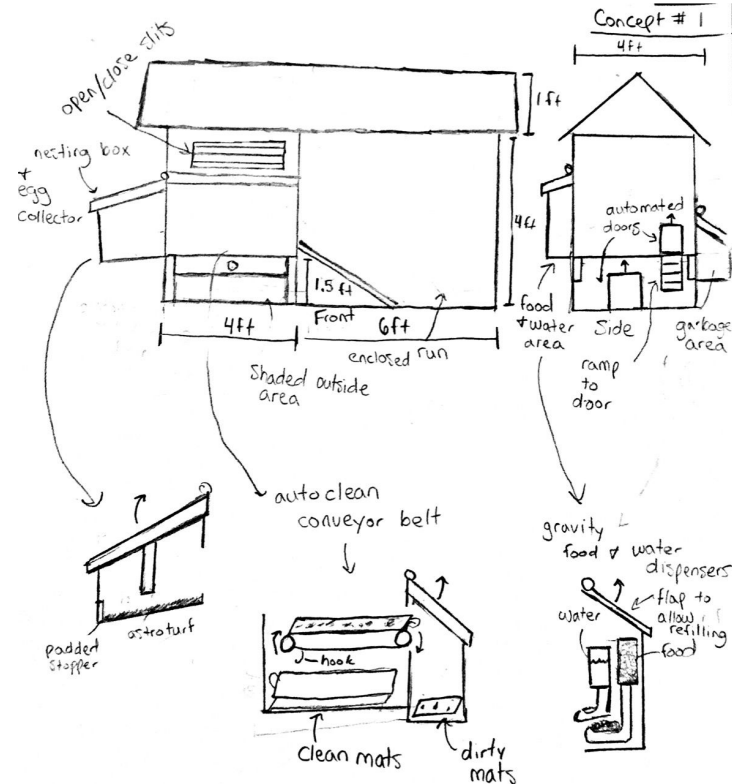 Concept # 1
4ft
open/close slits
1ft
nesting box
+
egg
collector
automated
doors
4ft
1.5 ft
Front
4ft
6ft
enclosed run
Shaded outside
area
food
+ water
area
Side
garbage
area
ramp
to
door
autoclean
conveyor belt
gravity
food + water
dispensers
flap to
allow
refilling
water
food
padded
stopper
astroturf
hook
clean mats
dirty
mats